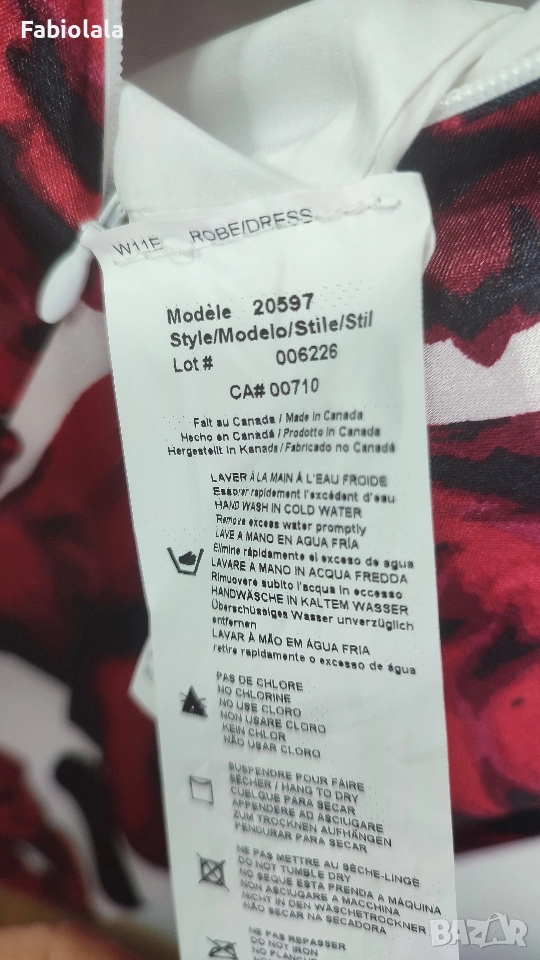 Fabiolala
W11E ROBE/DRESS
Modèle 20597
Style/Modelo/Stile/Stil
Lot # 006226
CA# 00710
Fait au Canada / Made in Canada
Hecho en Canadá / Prodotto in Canada
Hergestellt in Kanada / Fabricado no Canadá
LAVER À LA MAIN À L'EAU FROIDE
Essorer rapidement l'excédent d'eau
HAND WASH IN COLD WATER
Remove excess water promptly
LAVE A MANO EN AGUA FRÍA
Elimine rápidamente el exceso de agua
LAVARE A MANO IN ACQUA FREDDA
Rimuovere subito l'acqua in eccesso
HANDWÄSCHE IN KALTEM WASSER
Überschüssiges Wasser unverzüglich
entfernen
LAVAR À MÃO EM ÁGUA FRIA
retire rapidamente o excesso de água
PAS DE CHLORE
NO CHLORINE
NO USE CLORO
NON USARE CLORO
KEIN CHLOR
NÃO USAR CLORO
SUSPENDRE POUR FAIRE
SÉCHER / HANG TO DRY
CUELGUE PARA SECAR
APPENDERE AD ASCIUGARE
ZUM TROCKNEN AUFHÄNGEN
PENDURAR PARA SECAR
NE PAS METTRE AU SÈCHE-LINGE
DO NOT TUMBLE DRY
NO SEQUE ESTA PRENDA A MÁQUINA
NON ASCIUGARE A MACCHINA
NICHT IN DEN WÄSCHETROCKNER
NÃO SECAR NA SECADORA
NE PAS REPASSER
DO NOT IRON
NO PLANCHE
BAZAR